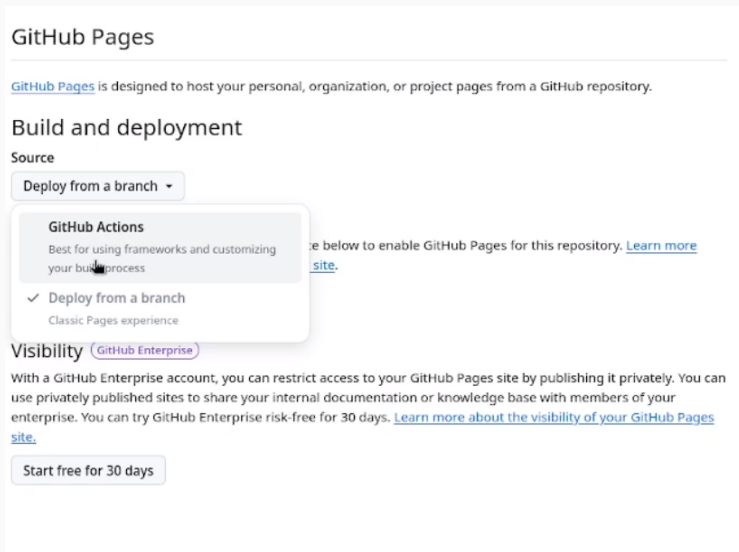 GitHub Pages
GitHub Pages is designed to host your personal, organization, or project pages from a GitHub repository.
Build and deployment
Source
Deploy from a branch
GitHub Actions
Best for using frameworks and customizing
your process
below to enable GitHub Pages for this repository. Learn more
site.
Deploy from a branch
Classic Pages experience
Visibility GitHub Enterprise
With a GitHub Enterprise account, you can restrict access to your GitHub Pages site by publishing it privately. You can
use privately published sites to share your internal documentation or knowledge base with members of your
enterprise. You can try GitHub Enterprise risk-free for 30 days. Learn more about the visibility of your GitHub Pages
site.
Start free for 30 days